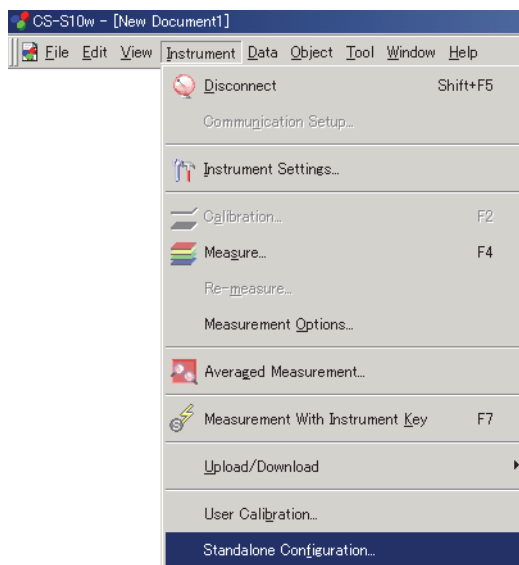 CS-S10w - [New Document1]
File Edit View Instrument Data Object Tool Window Help
Disconnect Shift+F5
Communication Setup...
Instrument Settings...
Calibration... F2
Measure... F4
Re-measure...
Measurement Options...
Averaged Measurement...
Measurement With Instrument Key F7
Upload/Download
User Calibration...
Standalone Configuration...